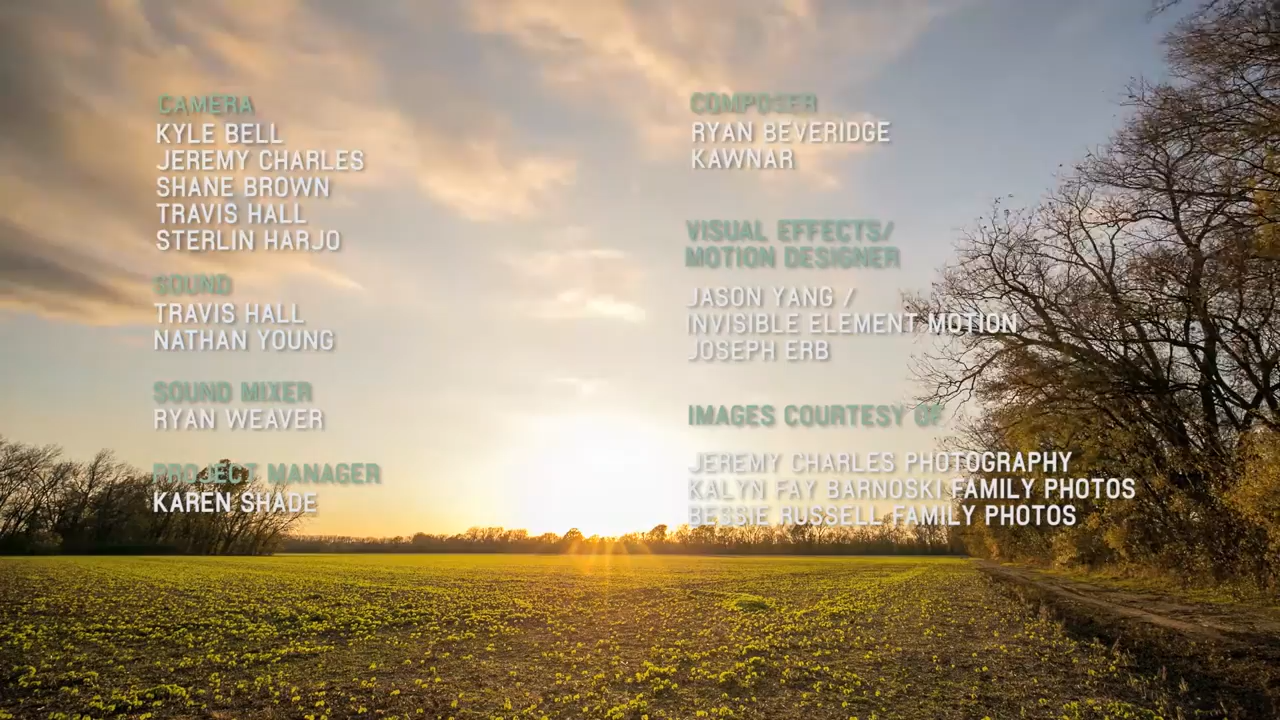 CAMERA
KYLE BELL
JEREMY CHARLES
SHANE BROWN
TRAVIS HALL
STERLIN HARJO
SOUND
TRAVIS HALL
NATHAN YOUNG
SOUND MIXER
RYAN WEAVER
PROJECT MANAGER
KAREN SHADE
COMPOSER
RYAN BEVERIDGE
KAWNAR
VISUAL EFFECTS/
MOTION DESIGNER
JASON YANG /
INVISIBLE ELEMENT MOTION
JOSEPH ERB
IMAGES COURTESY OF
JEREMY CHARLES PHOTOGRAPHY
KALYN FAY BARNOSKI FAMILY PHOTOS
BESSIE RUSSELL FAMILY PHOTOS